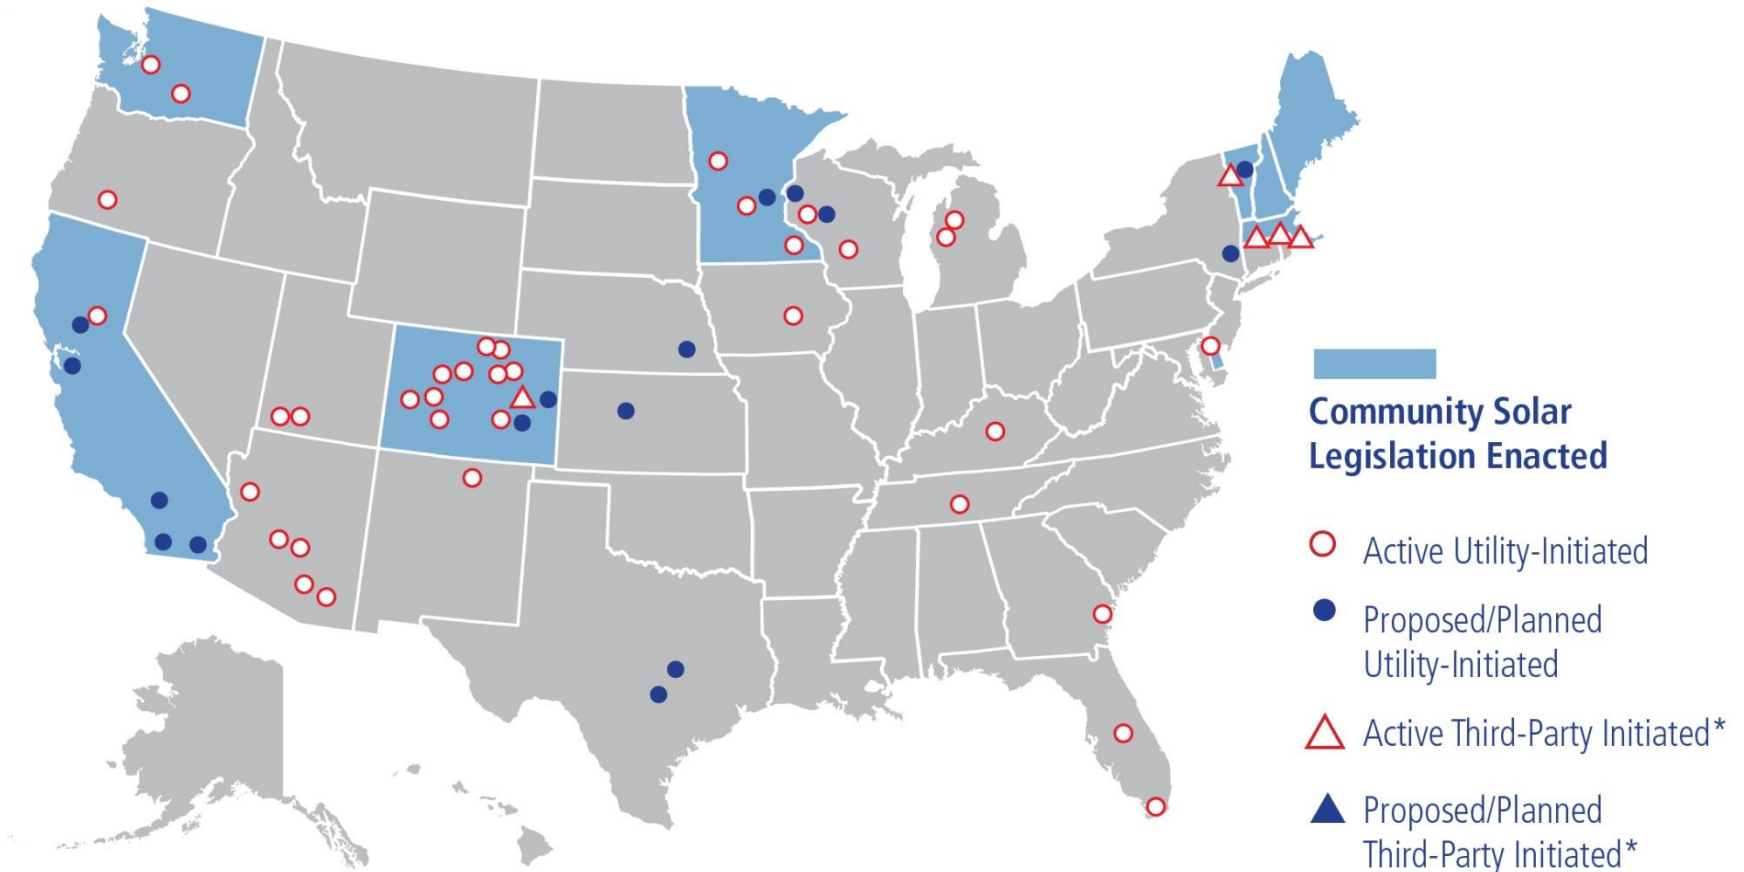 Community Solar
Legislation Enacted
Active Utility-Initiated
Proposed/Planned
Utility-Initiated
Active Third-Party Initiated*
Proposed/Planned
Third-Party Initiated*